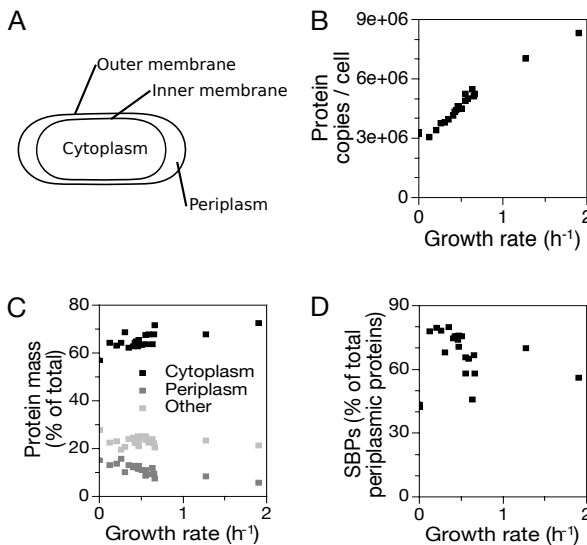 A
Outer membrane
Inner membrane
Cytoplasm
Periplasm
B
Protein
copies / cell
9e+06
6e+06
3e+06
0
0
1
2
Growth rate (h⁻¹)
C
Protein mass
(% of total)
80
60
40
20
0
Cytoplasm
Periplasm
Other
0
1
2
Growth rate (h⁻¹)
D
SBPs (% of total
periplasmic proteins)
90
60
30
0
0
1
2
Growth rate (h⁻¹)